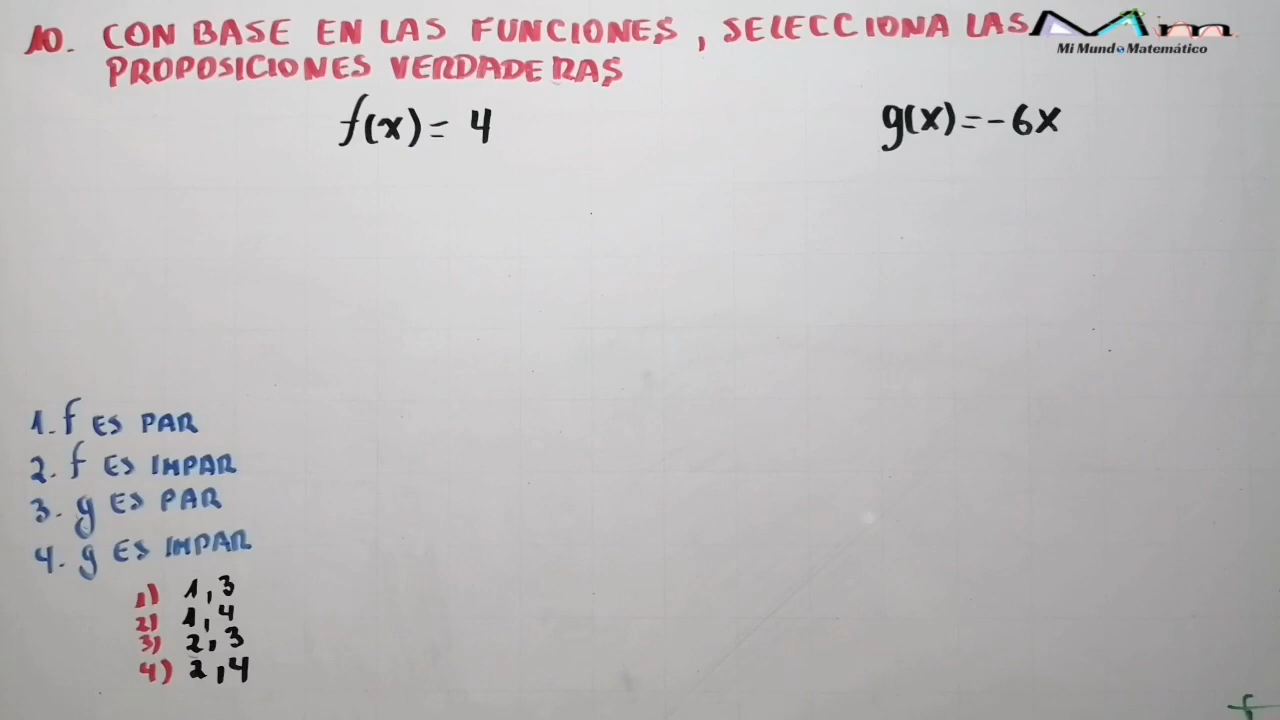 10. CON BASE EN LAS FUNCIONES, SELECCIONA LAS
PROPOSICIONES VERDADERAS
Mi Mundo Matemático
f(x) = 4
g(x) = -6x
1. f ES PAR
2. f ES IMPAR
3. g ES PAR
4. g ES IMPAR
1) 1,3
2) 1,4
3) 2,3
4) 2,4